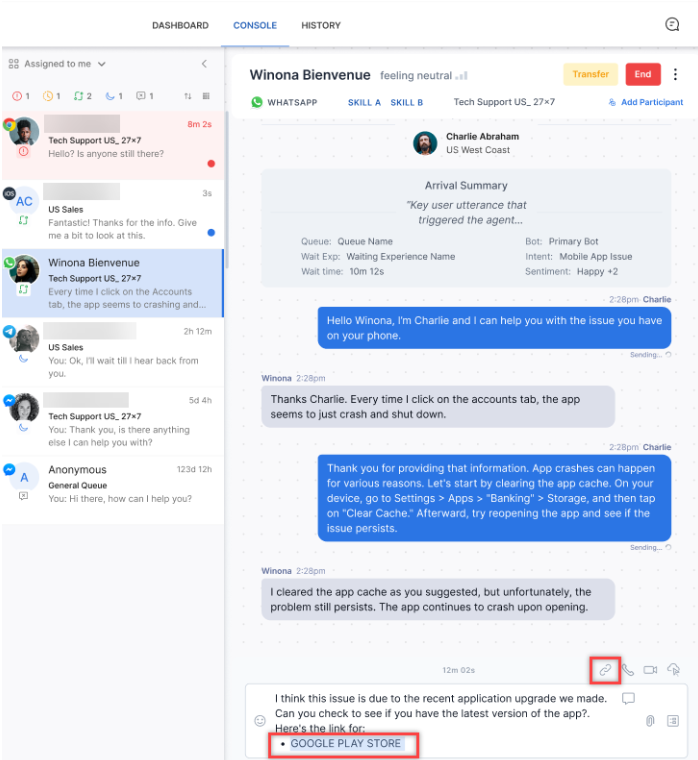 DASHBOARD CONSOLE HISTORY
Assigned to me
1 1 2 1 1
8m 2s
Tech Support US_ 27×7
Hello? Is anyone still there?
iOS
AC
3s
US Sales
Fantastic! Thanks for the info. Give
me a bit to look at this.
Winona Bienvenue
Tech Support US_ 27×7
Every time I click on the Accounts
tab, the app seems to crashing and...
2h 12m
US Sales
You: Ok, I'll wait till I hear back from
you.
5d 4h
Tech Support US_ 27×7
You: Thank you, is there anything
else I can help you with?
A
Anonymous 123d 12h
General Queue
You: Hi there, how can I help you?
Winona Bienvenue feeling neutral
Transfer End
WHATSAPP SKILL A SKILL B Tech Support US_ 27×7 Add Participant
Charlie Abraham
US West Coast
Arrival Summary
"Key user utterance that
triggered the agent...
Queue: Queue Name Bot: Primary Bot
Wait Exp: Waiting Experience Name Intent: Mobile App Issue
Wait time: 10m 12s Sentiment: Happy +2
2:28pm Charlie
Hello Winona, I'm Charlie and I can help you with the issue you have
on your phone.
Sending...
Winona 2:28pm
Thanks Charlie. Every time I click on the accounts tab, the app
seems to just crash and shut down.
2:28pm Charlie
Thank you for providing that information. App crashes can happen
for various reasons. Let's start by clearing the app cache. On your
device, go to Settings > Apps > "Banking" > Storage, and then tap
on "Clear Cache." Afterward, try reopening the app and see if the
issue persists.
Sending...
Winona 2:28pm
I cleared the app cache as you suggested, but unfortunately, the
problem still persists. The app continues to crash upon opening.
12m 02s
I think this issue is due to the recent application upgrade we made.
Can you check to see if you have the latest version of the app?.
Here's the link for:
• GOOGLE PLAY STORE